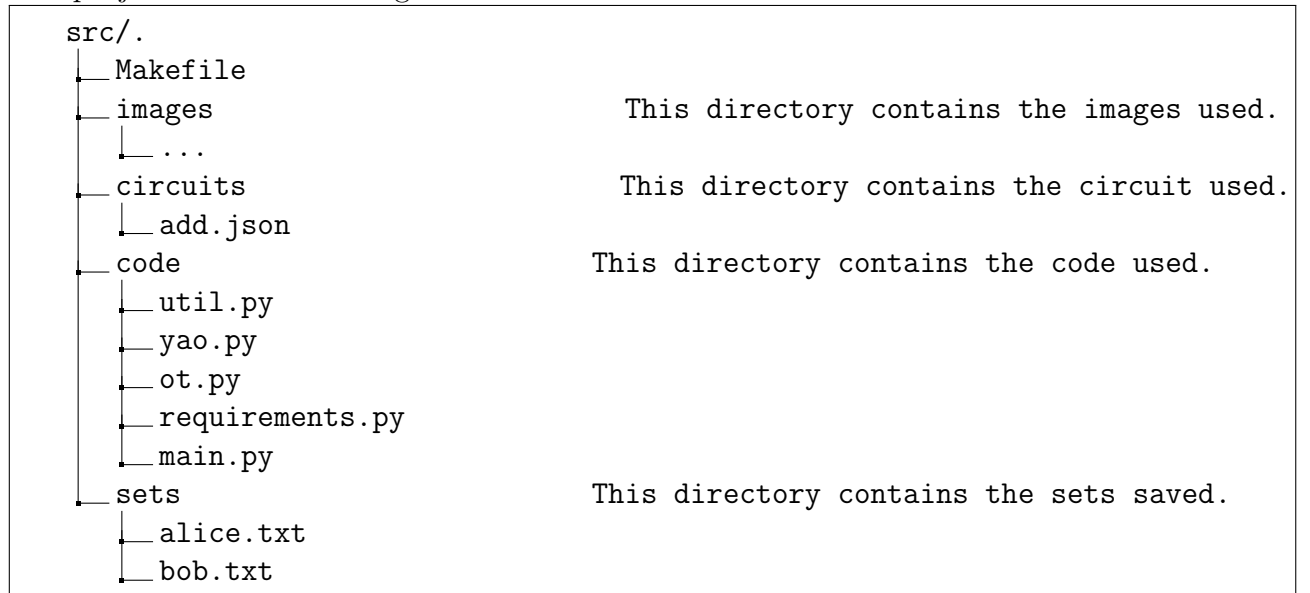 src/.
Makefile
images This directory contains the images used.
...
circuits This directory contains the circuit used.
add.json
code This directory contains the code used.
util.py
yao.py
ot.py
requirements.py
main.py
sets This directory contains the sets saved.
alice.txt
bob.txt